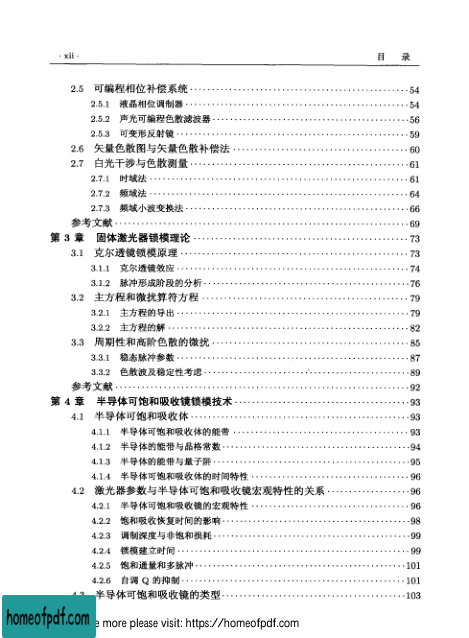 · xii · 目 录
2.5 可编程相位补偿系统 54
2.5.1 液晶相位调制器 54
2.5.2 声光可编程色散滤波器 56
2.5.3 可变形反射镜 59
2.6 矢量色散图与矢量色散补偿法 60
2.7 白光干涉与色散测量 61
2.7.1 时域法 61
2.7.2 频域法 64
2.7.3 频域小波变换法 66
参考文献 69
第 3 章 固体激光器锁模理论 73
3.1 克尔透镜锁模原理 73
3.1.1 克尔透镜效应 74
3.1.2 脉冲形成阶段的分析 76
3.2 主方程和微扰算符方程 79
3.2.1 主方程的导出 79
3.2.2 主方程的解 82
3.3 周期性和高阶色散的微扰 85
3.3.1 稳态脉冲参数 87
3.3.2 色散波及稳定性考虑 89
参考文献 92
第 4 章 半导体可饱和吸收镜锁模技术 93
4.1 半导体可饱和吸收体 93
4.1.1 半导体可饱和吸收体的能带 93
4.1.2 半导体的能带与晶格常数 94
4.1.3 半导体的能带与量子阱 95
4.1.4 半导体可饱和吸收体的时间特性 96
4.2 激光器参数与半导体可饱和吸收镜宏观特性的关系 96
4.2.1 半导体可饱和吸收镜的宏观特性 96
4.2.2 饱和吸收恢复时间的影响 98
4.2.3 调制深度与非饱和损耗 99
4.2.4 锁模建立时间 99
4.2.5 饱和通量和多脉冲 101
4.2.6 自调 Q 的抑制 101
4.3 半导体可饱和吸收镜的类型 103
homeofpdf.com
e more please visit: https://homeofpdf.com